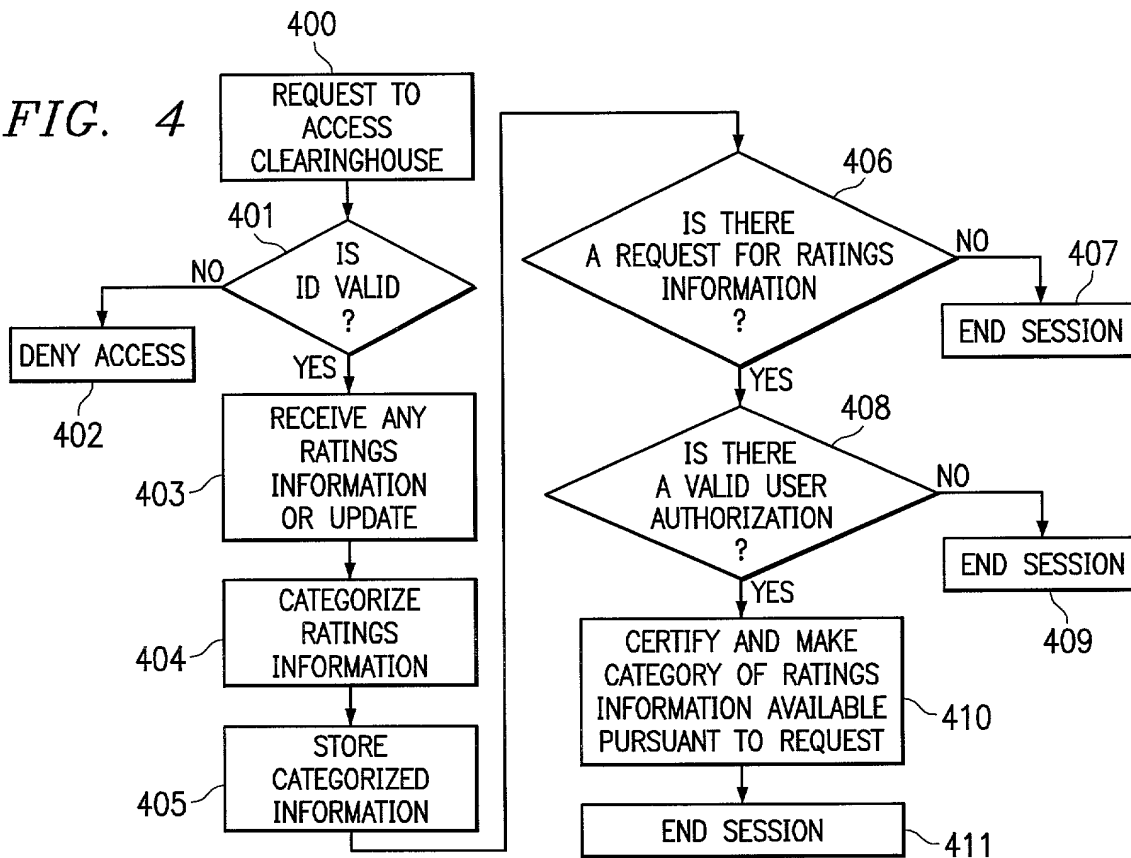 FIG. 4
400
REQUEST TO
ACCESS
CLEARINGHOUSE
401
IS
ID VALID
?
NO
DENY ACCESS
402
YES
RECEIVE ANY
RATINGS
INFORMATION
OR UPDATE
403
CATEGORIZE
RATINGS
INFORMATION
404
STORE
CATEGORIZED
INFORMATION
405
406
IS THERE
A REQUEST FOR RATINGS
INFORMATION
?
NO
407
END SESSION
YES
408
IS THERE
A VALID USER
AUTHORIZATION
?
NO
END SESSION
409
YES
CERTIFY AND MAKE
CATEGORY OF RATINGS
INFORMATION AVAILABLE
PURSUANT TO REQUEST
410
END SESSION
411